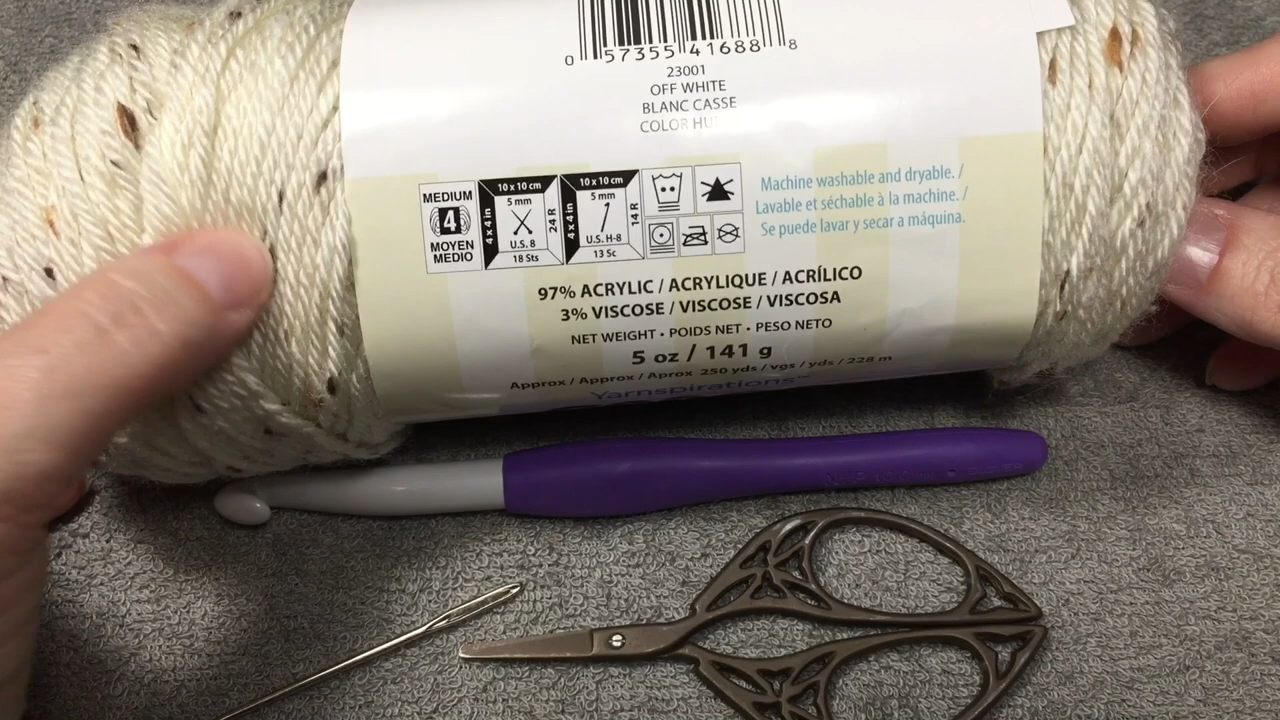 0 57355 41688 8
23001
OFF WHITE
BLANC CASSE
COLOR HU
MEDIUM
4
MOYEN
MEDIO
10 x 10 cm
4 x 4 in
5 mm
24 R
U.S. 8
18 Sts
10 x 10 cm
4 x 4 in
5 mm
14 R
U.S. H-8
13 Sc
Machine washable and dryable. /
Lavable et séchable à la machine. /
Se puede lavar y secar a máquina.
97% ACRYLIC / ACRYLIQUE / ACRÍLICO
3% VISCOSE / VISCOSE / VISCOSA
NET WEIGHT • POIDS NET • PESO NETO
5 oz / 141 g
Approx / Approx / Aprox 250 yds / vgs / yds / 228 m
Yarnspirations™